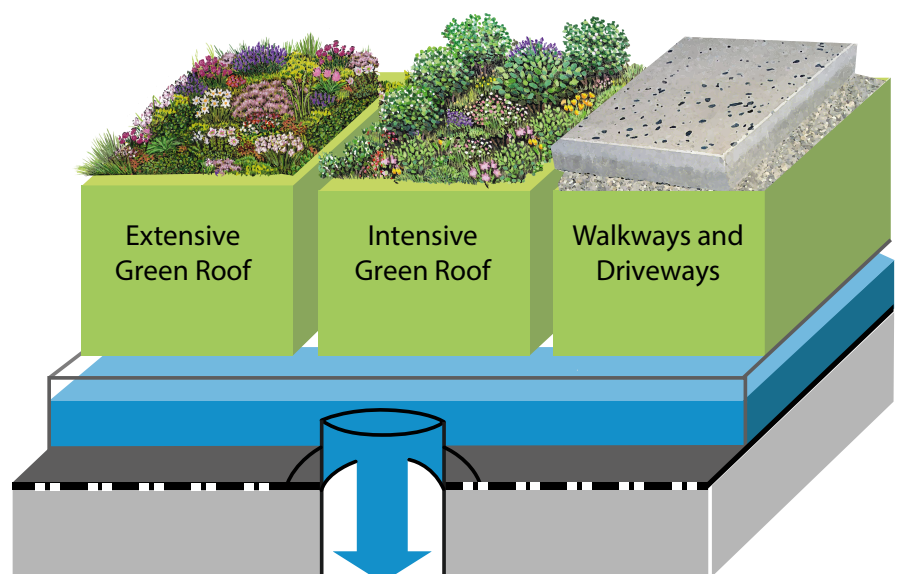 Extensive
Green Roof
Intensive
Green Roof
Walkways and
Driveways